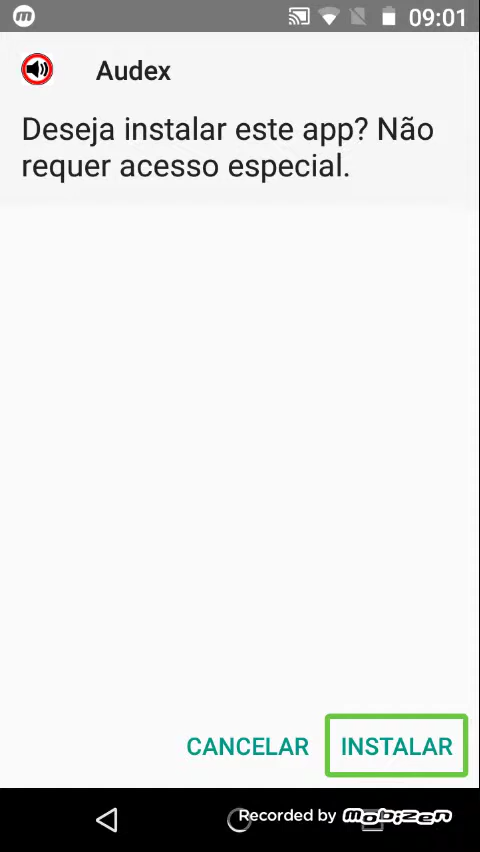 09:01
Audex
Deseja instalar este app? Não
requer acesso especial.
CANCELAR INSTALAR
Recorded by Mobizen